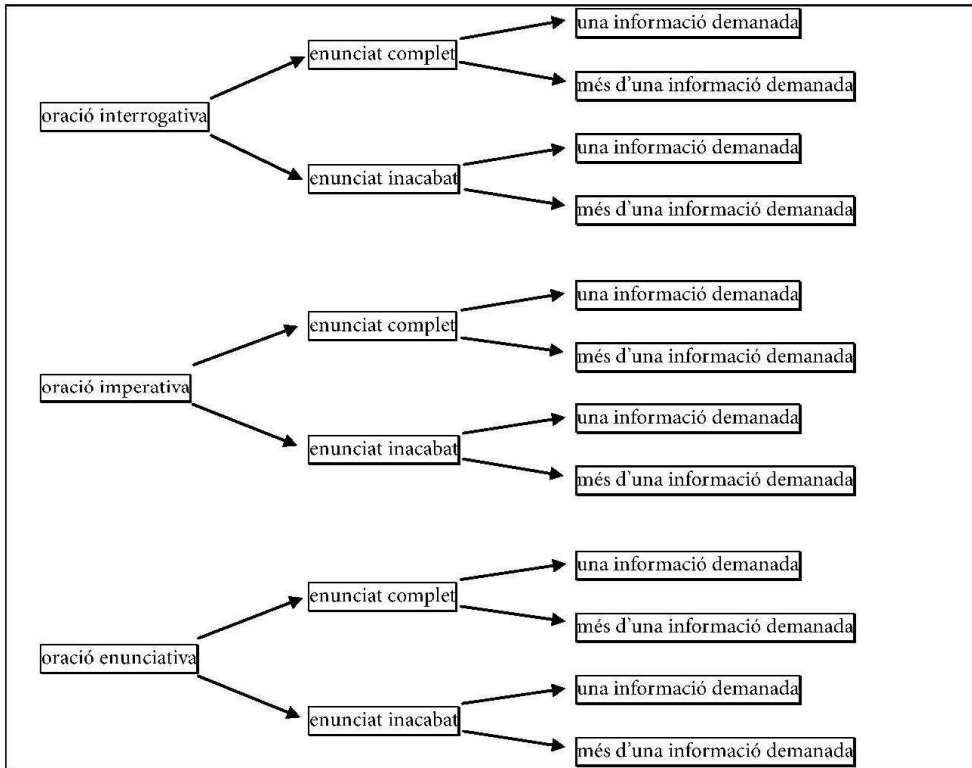 una informació demanada
enunciat complet
més d'una informació demanada
oració interrogativa
una informació demanada
enunciat inacabat
més d'una informació demanada
una informació demanada
enunciat complet
més d'una informació demanada
oració imperativa
una informació demanada
enunciat inacabat
més d'una informació demanada
una informació demanada
enunciat complet
més d'una informació demanada
oració enunciativa
una informació demanada
enunciat inacabat
més d'una informació demanada